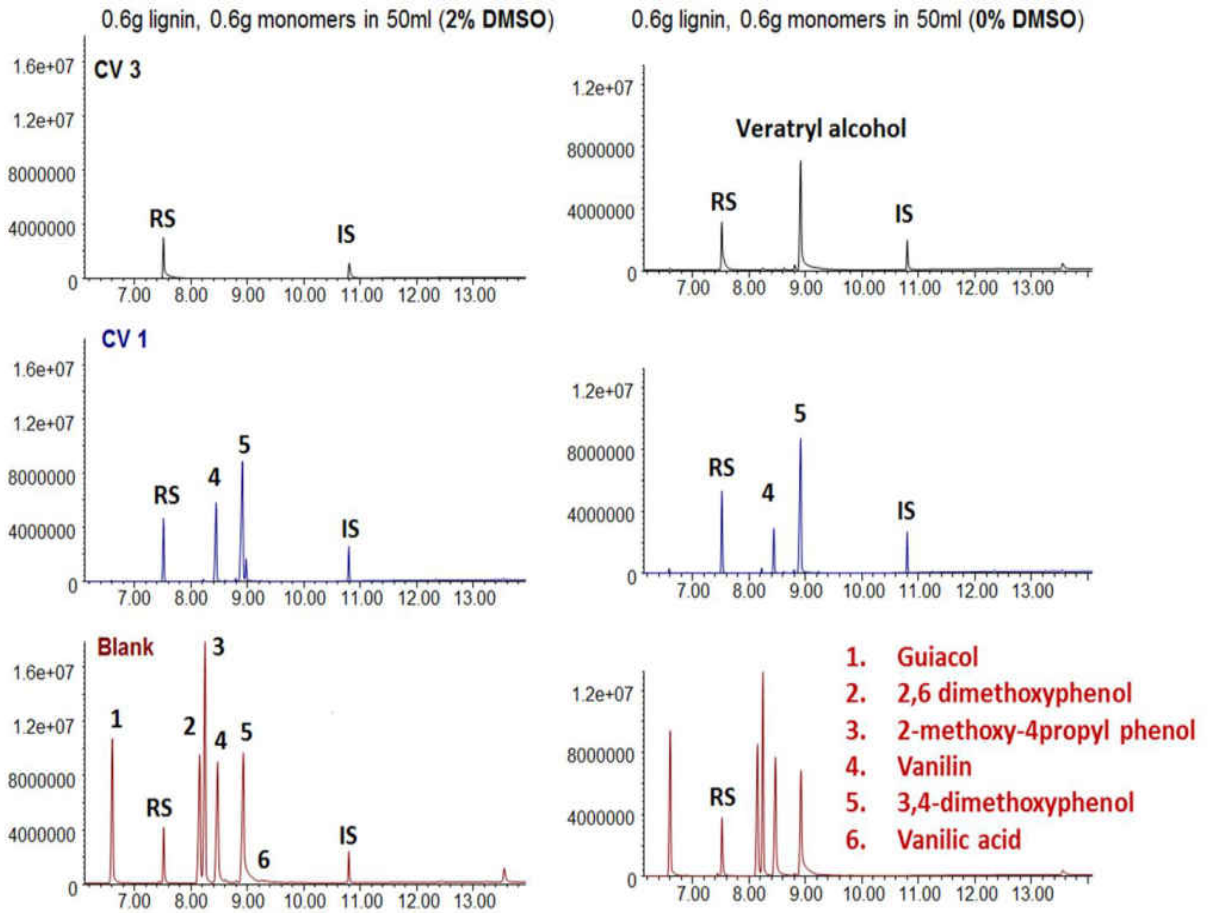 0.6g lignin, 0.6g monomers in 50ml (2% DMSO)
0.6g lignin, 0.6g monomers in 50ml (0% DMSO)
CV 3
1.6e+07
1.2e+07
8000000
4000000
0
RS
IS
7.00 8.00 9.00 10.00 11.00 12.00 13.00
1.2e+07
8000000
4000000
0
Veratryl alcohol
RS
IS
7.00 8.00 9.00 10.00 11.00 12.00 13.00
CV 1
1.6e+07
1.2e+07
8000000
4000000
0
RS
4
5
IS
7.00 8.00 9.00 10.00 11.00 12.00 13.00
1.2e+07
8000000
4000000
0
RS
4
5
IS
7.00 8.00 9.00 10.00 11.00 12.00 13.00
Blank
1.6e+07
1.2e+07
8000000
4000000
0
1
RS
2
3
4
5
6
IS
7.00 8.00 9.00 10.00 11.00 12.00 13.00
1.2e+07
8000000
4000000
0
RS
7.00 8.00 9.00 10.00 11.00 12.00 13.00
1. Guiacol
2. 2,6 dimethoxyphenol
3. 2-methoxy-4propyl phenol
4. Vanilin
5. 3,4-dimethoxyphenol
6. Vanilic acid